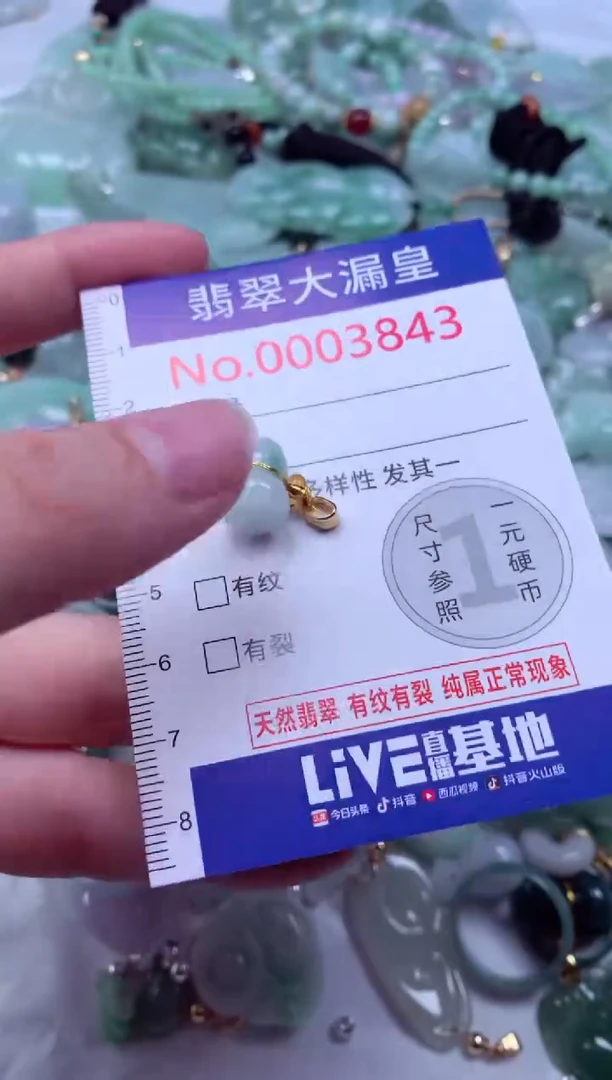 翡翠大漏皇
No.0003843
0
1
2
多样性 发其一
尺寸参照
1
一元硬币
5
有纹
6
有裂
天然翡翠 有纹有裂 纯属正常现象
7
LiVE直播基地
8
今日头条 抖音 西瓜视频 抖音火山版